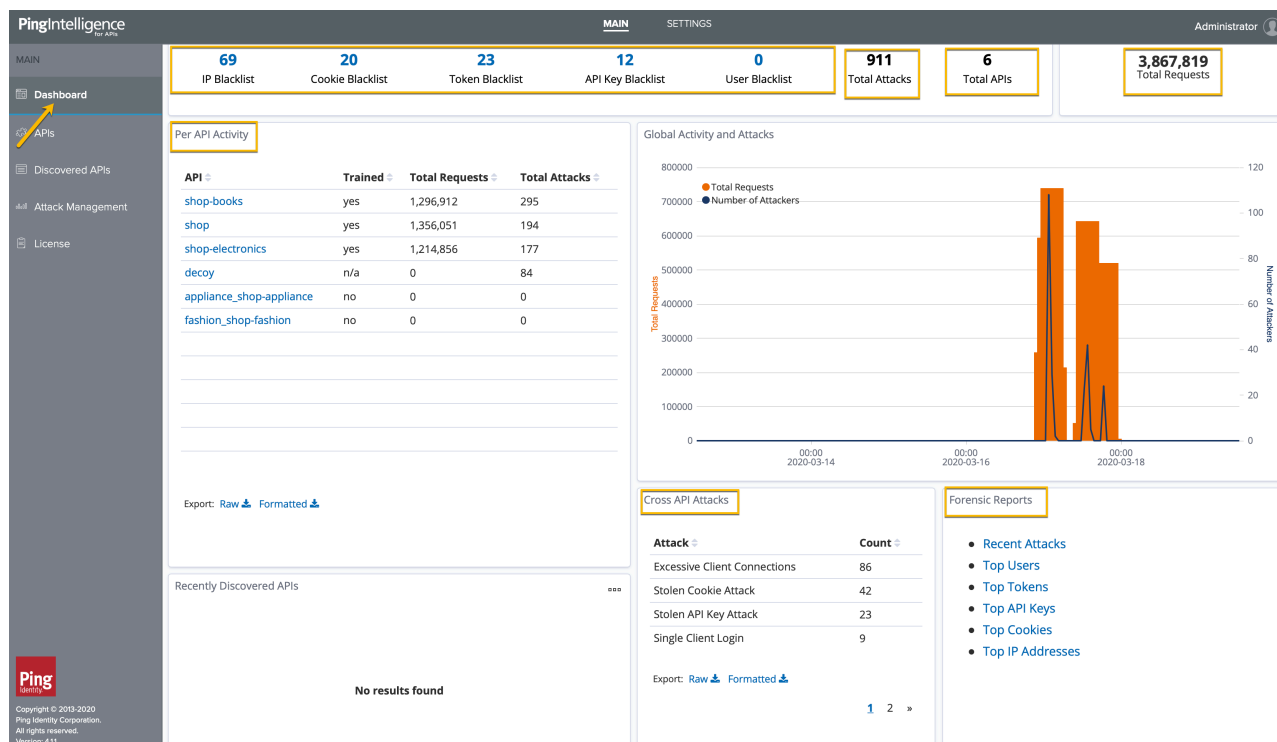 PingIntelligence
for APIs
MAIN
SETTINGS
Administrator
MAIN
Dashboard
APIs
Discovered APIs
Attack Management
License
69
IP Blacklist
20
Cookie Blacklist
23
Token Blacklist
12
API Key Blacklist
0
User Blacklist
911
Total Attacks
6
Total APIs
3,867,819
Total Requests
Per API Activity
API Trained Total Requests Total Attacks
shop-books yes 1,296,912 295
shop yes 1,356,051 194
shop-electronics yes 1,214,856 177
decoy n/a 0 84
appliance_shop-appliance no 0 0
fashion_shop-fashion no 0 0
Export: Raw Formatted
Global Activity and Attacks
Total Requests
Number of Attackers
800000
700000
600000
500000
400000
300000
200000
100000
0
Total Requests
120
100
80
60
40
20
0
Number of Attackers
00:00
2020-03-14
00:00
2020-03-16
00:00
2020-03-18
Recently Discovered APIs
No results found
Cross API Attacks
Attack Count
Excessive Client Connections 86
Stolen Cookie Attack 42
Stolen API Key Attack 23
Single Client Login 9
Export: Raw Formatted
1 2 »
Forensic Reports
• Recent Attacks
• Top Users
• Top Tokens
• Top API Keys
• Top Cookies
• Top IP Addresses
Ping
Identity
Copyright © 2013-2020
Ping Identity Corporation.
All rights reserved.
Version: 4.1.1